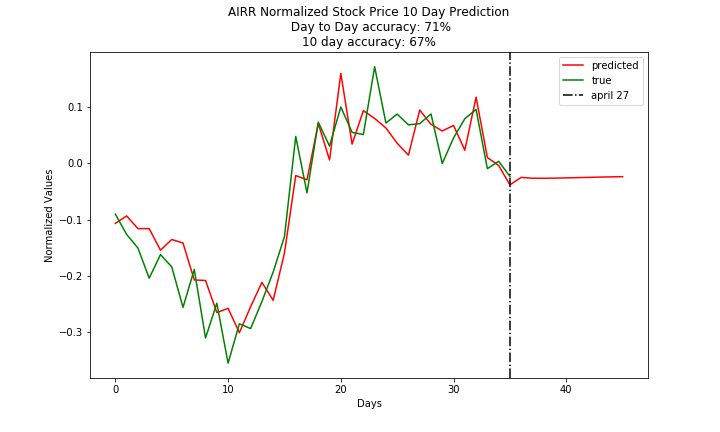 AIRR Normalized Stock Price 10 Day Prediction
Day to Day accuracy: 71%
10 day accuracy: 67%
predicted
true
april 27
0.1
0.0
−0.1
−0.2
−0.3
Normalized Values
0 10 20 30 40
Days